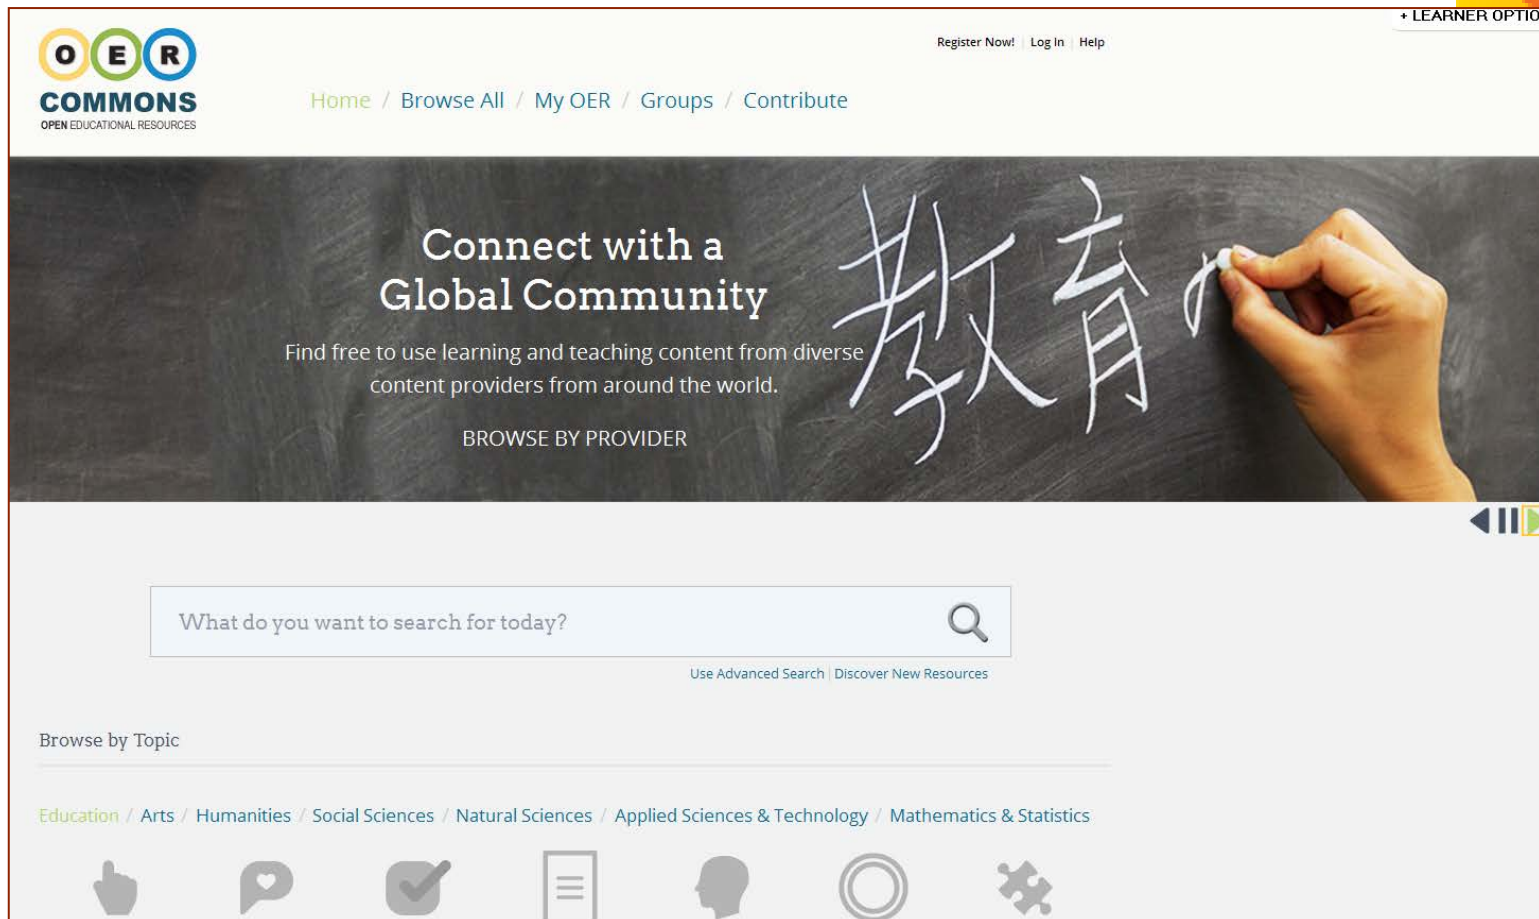 + LEARNER OPTIO
Register Now! | Log In | Help
O E R
COMMONS
OPEN EDUCATIONAL RESOURCES
Home / Browse All / My OER / Groups / Contribute
Connect with a
Global Community
Find free to use learning and teaching content from diverse
content providers from around the world.
BROWSE BY PROVIDER
教育
What do you want to search for today?
Use Advanced Search | Discover New Resources
Browse by Topic
Education / Arts / Humanities / Social Sciences / Natural Sciences / Applied Sciences & Technology / Mathematics & Statistics